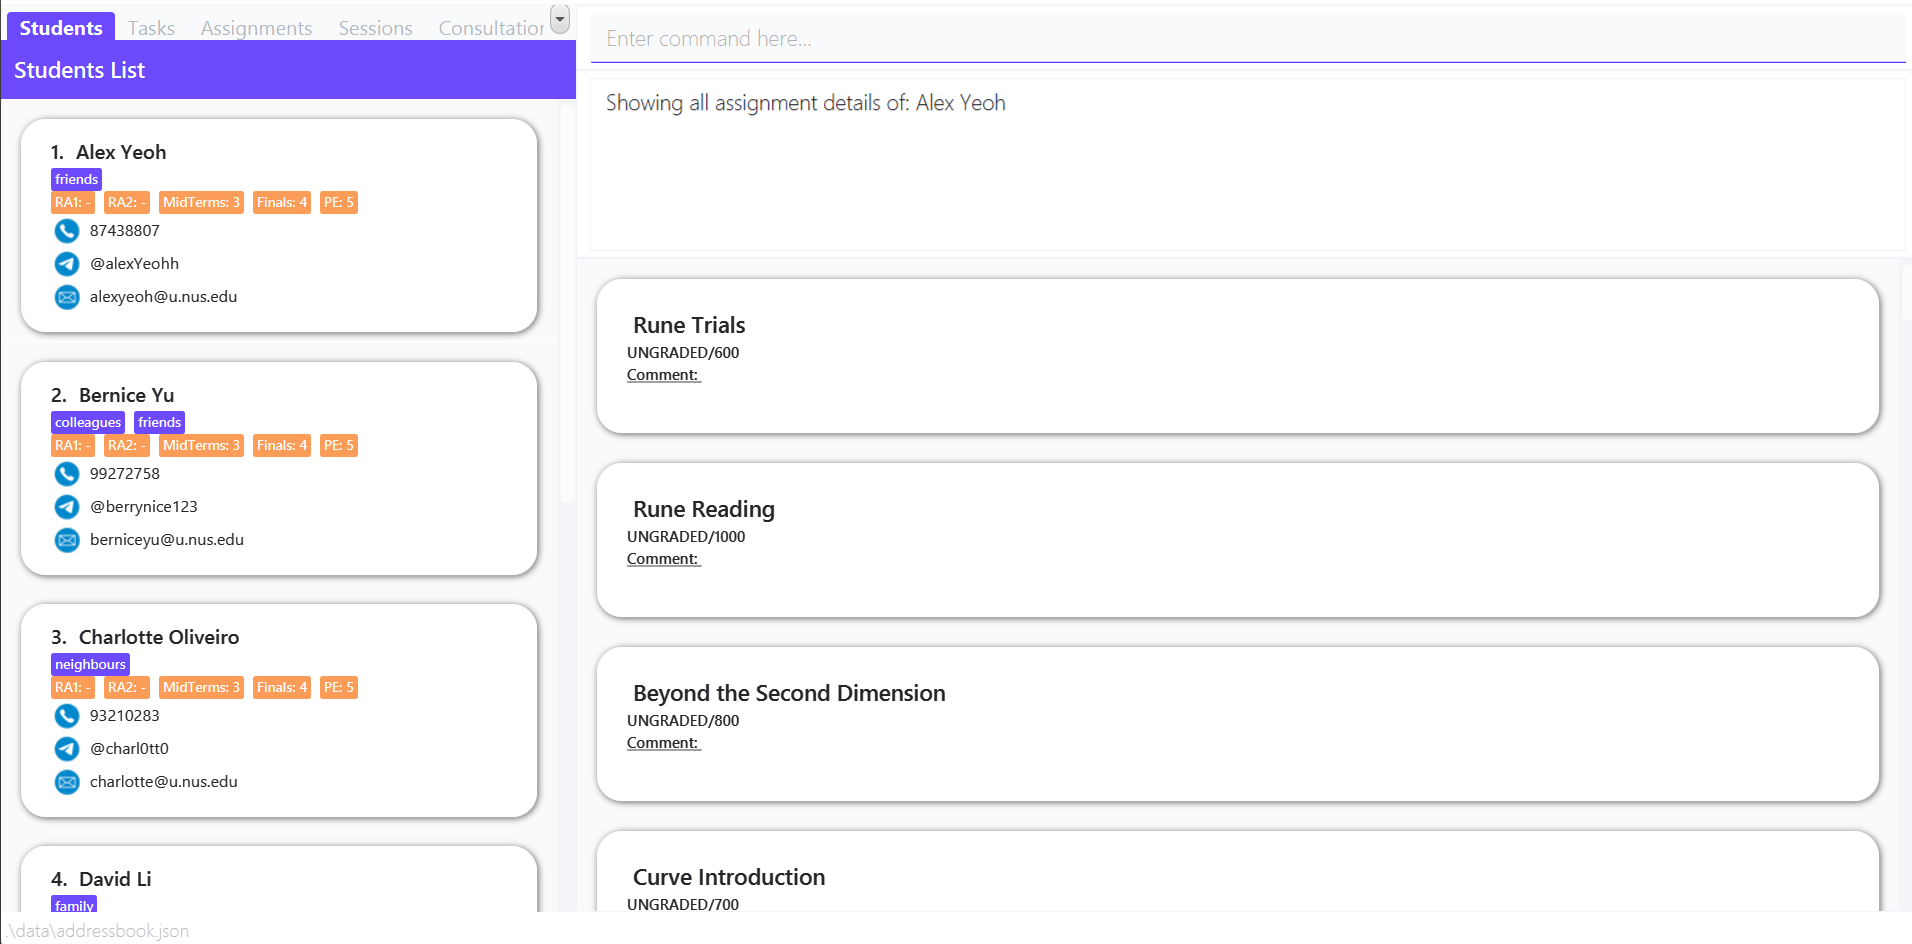 Students Tasks Assignments Sessions Consultation
Students List
1. Alex Yeoh
friends
RA1: - RA2: - MidTerms: 3 Finals: 4 PE: 5
87438807
@alexYeohh
alexyeoh@u.nus.edu
2. Bernice Yu
colleagues friends
RA1: - RA2: - MidTerms: 3 Finals: 4 PE: 5
99272758
@berrynice123
berniceyu@u.nus.edu
3. Charlotte Oliveiro
neighbours
RA1: - RA2: - MidTerms: 3 Finals: 4 PE: 5
93210283
@charl0tt0
charlotte@u.nus.edu
4. David Li
family
Enter command here...
Showing all assignment details of: Alex Yeoh
Rune Trials
UNGRADED/600
Comment:
Rune Reading
UNGRADED/1000
Comment:
Beyond the Second Dimension
UNGRADED/800
Comment:
Curve Introduction
UNGRADED/700
.\data\addressbook.json